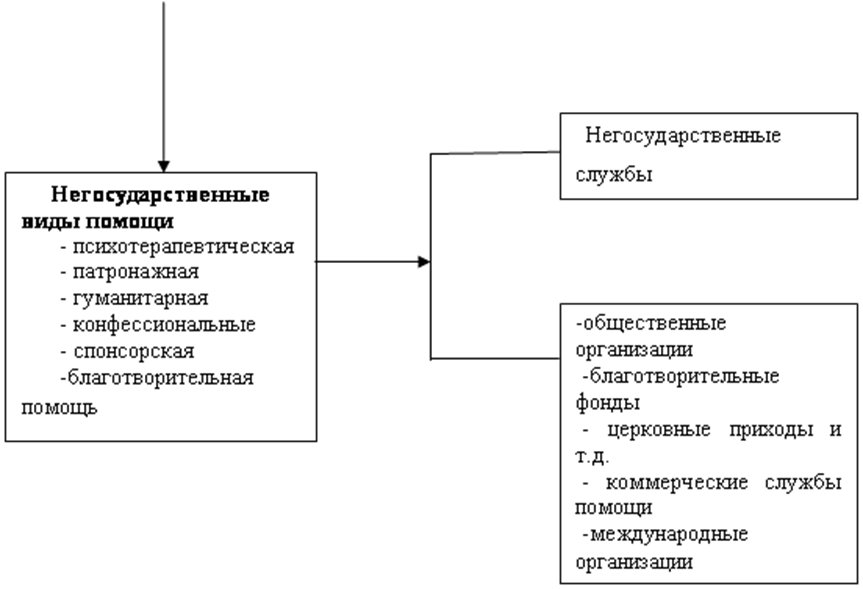 Негосударственные
виды помощи
- психотерапевтическая
- патронажная
- гуманитарная
- конфессиональные
- спонсорская
-благотворительная
помощь
Негосударственные
службы
-общественные
организации
-благотворительные
фонды
- церковные приходы и
т.д.
- коммерческие службы
помощи
-международные
организации